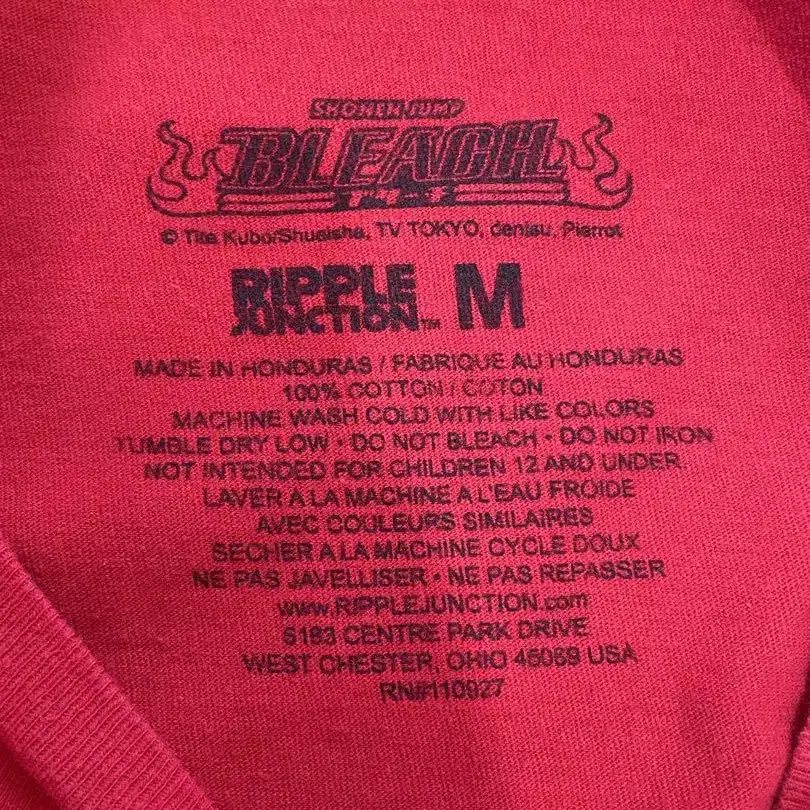 SHONEN JUMP
BLEACH
© Tite Kubo/Shueisha, TV TOKYO, dentsu, Pierrot
RIPPLE M
JUNCTION™
MADE IN HONDURAS / FABRIQUE AU HONDURAS
100% COTTON / COTON
MACHINE WASH COLD WITH LIKE COLORS
TUMBLE DRY LOW • DO NOT BLEACH • DO NOT IRON
NOT INTENDED FOR CHILDREN 12 AND UNDER.
LAVER A LA MACHINE A L'EAU FROIDE
AVEC COULEURS SIMILAIRES
SECHER A LA MACHINE CYCLE DOUX
NE PAS JAVELLISER • NE PAS REPASSER
www.RIPPLEJUNCTION.com
6183 CENTRE PARK DRIVE
WEST CHESTER, OHIO 45069 USA
RN#110927